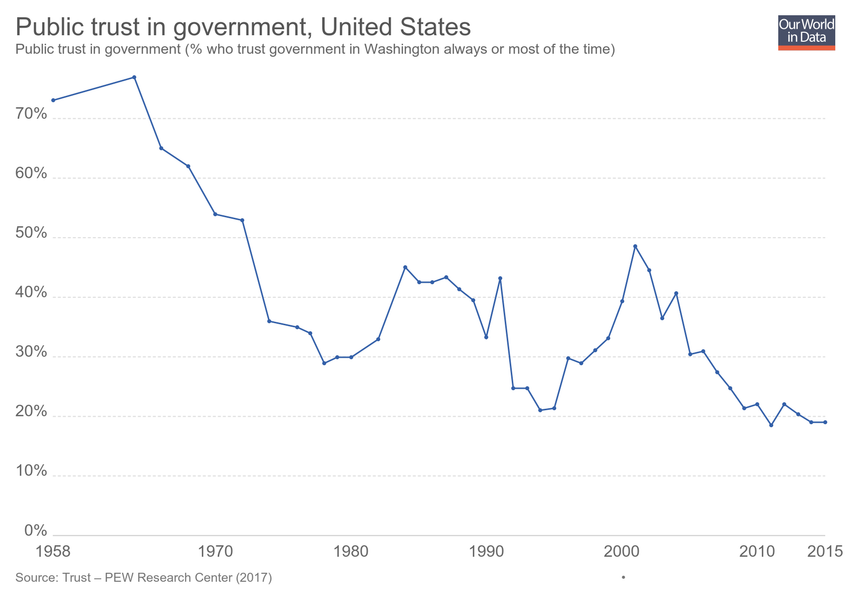 Public trust in government, United States
Public trust in government (% who trust government in Washington always or most of the time)
Our World
in Data
70%
60%
50%
40%
30%
20%
10%
0%
1958 1970 1980 1990 2000 2010 2015
Source: Trust – PEW Research Center (2017)